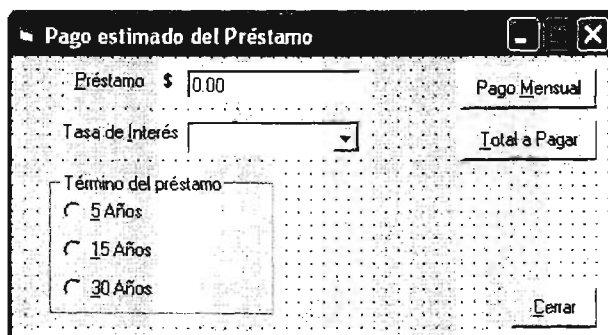 Pago estimado del Préstamo
Préstamo $ 0.00
Pago Mensual
Tasa de Interés
Total a Pagar
Término del préstamo
5 Años
15 Años
30 Años
Cerrar